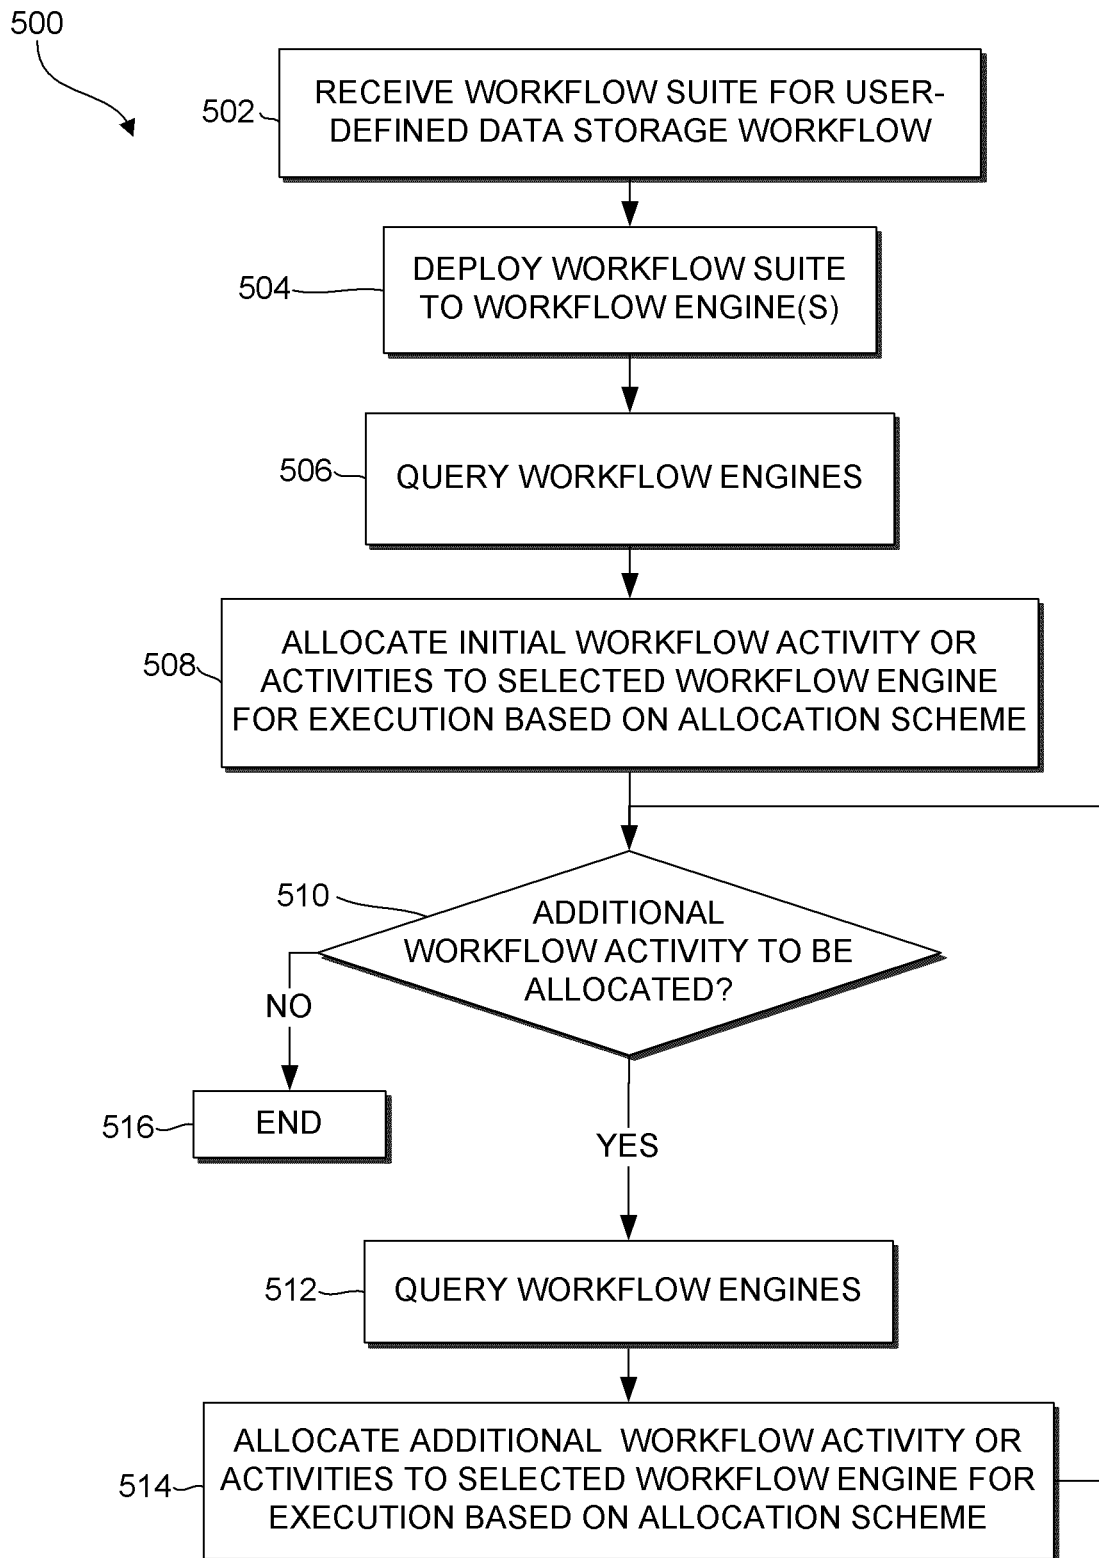 500
502
RECEIVE WORKFLOW SUITE FOR USER-
DEFINED DATA STORAGE WORKFLOW
504
DEPLOY WORKFLOW SUITE
TO WORKFLOW ENGINE(S)
506
QUERY WORKFLOW ENGINES
508
ALLOCATE INITIAL WORKFLOW ACTIVITY OR
ACTIVITIES TO SELECTED WORKFLOW ENGINE
FOR EXECUTION BASED ON ALLOCATION SCHEME
510
ADDITIONAL
WORKFLOW ACTIVITY TO BE
ALLOCATED?
NO
516
END
YES
512
QUERY WORKFLOW ENGINES
514
ALLOCATE ADDITIONAL WORKFLOW ACTIVITY OR
ACTIVITIES TO SELECTED WORKFLOW ENGINE FOR
EXECUTION BASED ON ALLOCATION SCHEME